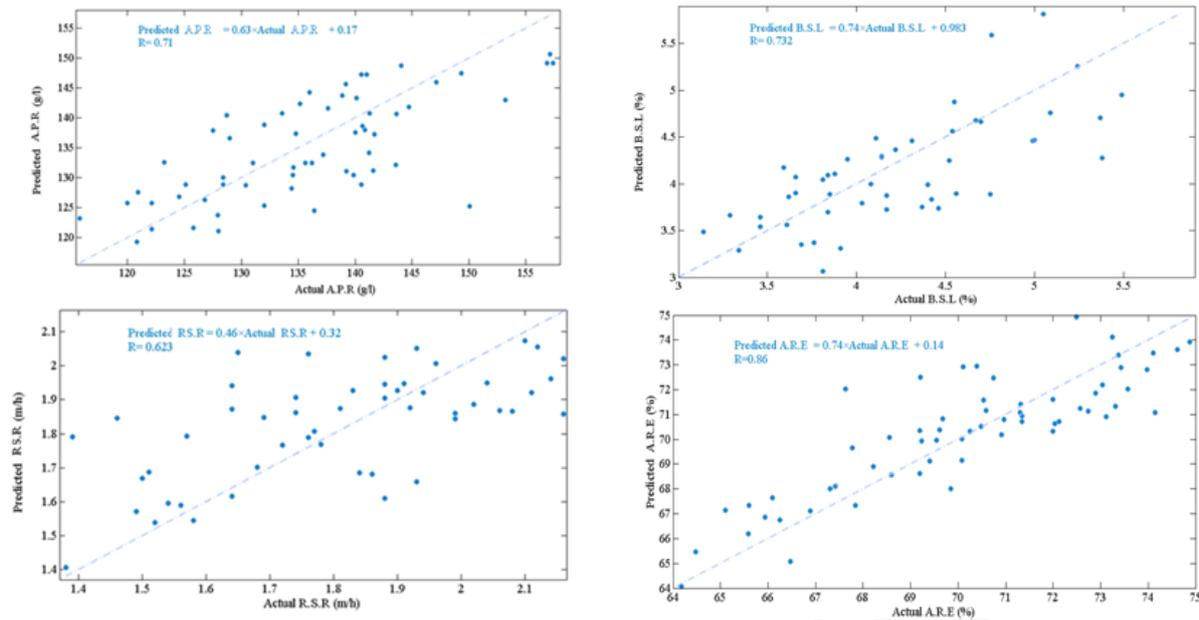 Predicted A.P.R = 0.63×Actual A.P.R + 0.17
R= 0.71
155
150
145
140
135
130
125
120
Predicted A.P.R (g/l)
120 125 130 135 140 145 150 155
Actual A.P.R (g/l)
Predicted B.S.L = 0.74×Actual B.S.L + 0.983
R= 0.732
5.5
5
4.5
4
3.5
3
Predicted B.S.L (%)
3 3.5 4 4.5 5 5.5
Actual B.S.L (%)
Predicted RS.R = 0.46×Actual RS.R + 0.32
R= 0.623
2.1
2
1.9
1.8
1.7
1.6
1.5
1.4
Predicted RS.R (m/h)
1.4 1.5 1.6 1.7 1.8 1.9 2 2.1
Actual R.S.R (m/h)
Predicted A.R.E = 0.74×Actual A.R.E + 0.14
R=0.86
75
74
73
72
71
70
69
68
67
66
65
64
Predicted A.R.E (%)
64 65 66 67 68 69 70 71 72 73 74 75
Actual A.R.E (%)